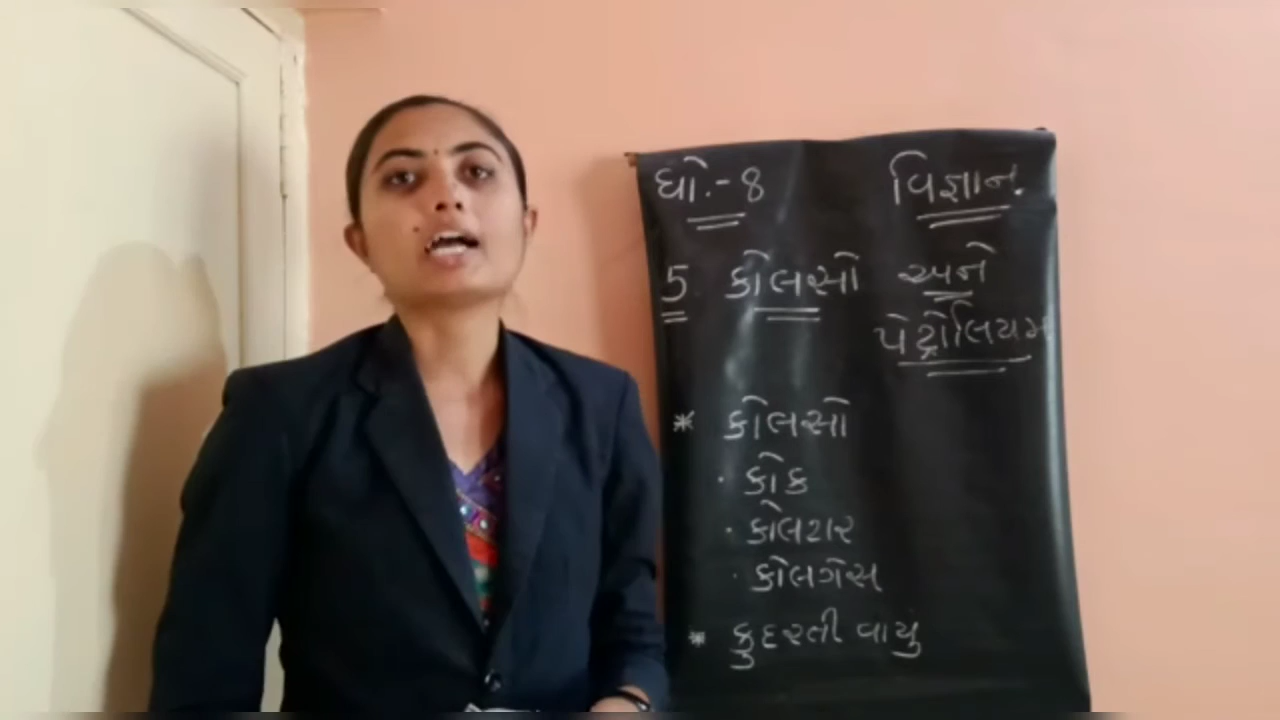 ધો.-8 વિજ્ઞાન.
5 કોલસો અને
પેટ્રોલિયમ
* કોલસો
· કોક
· કોલટાર
· કોલગેસ
* કુદરતી વાયુ